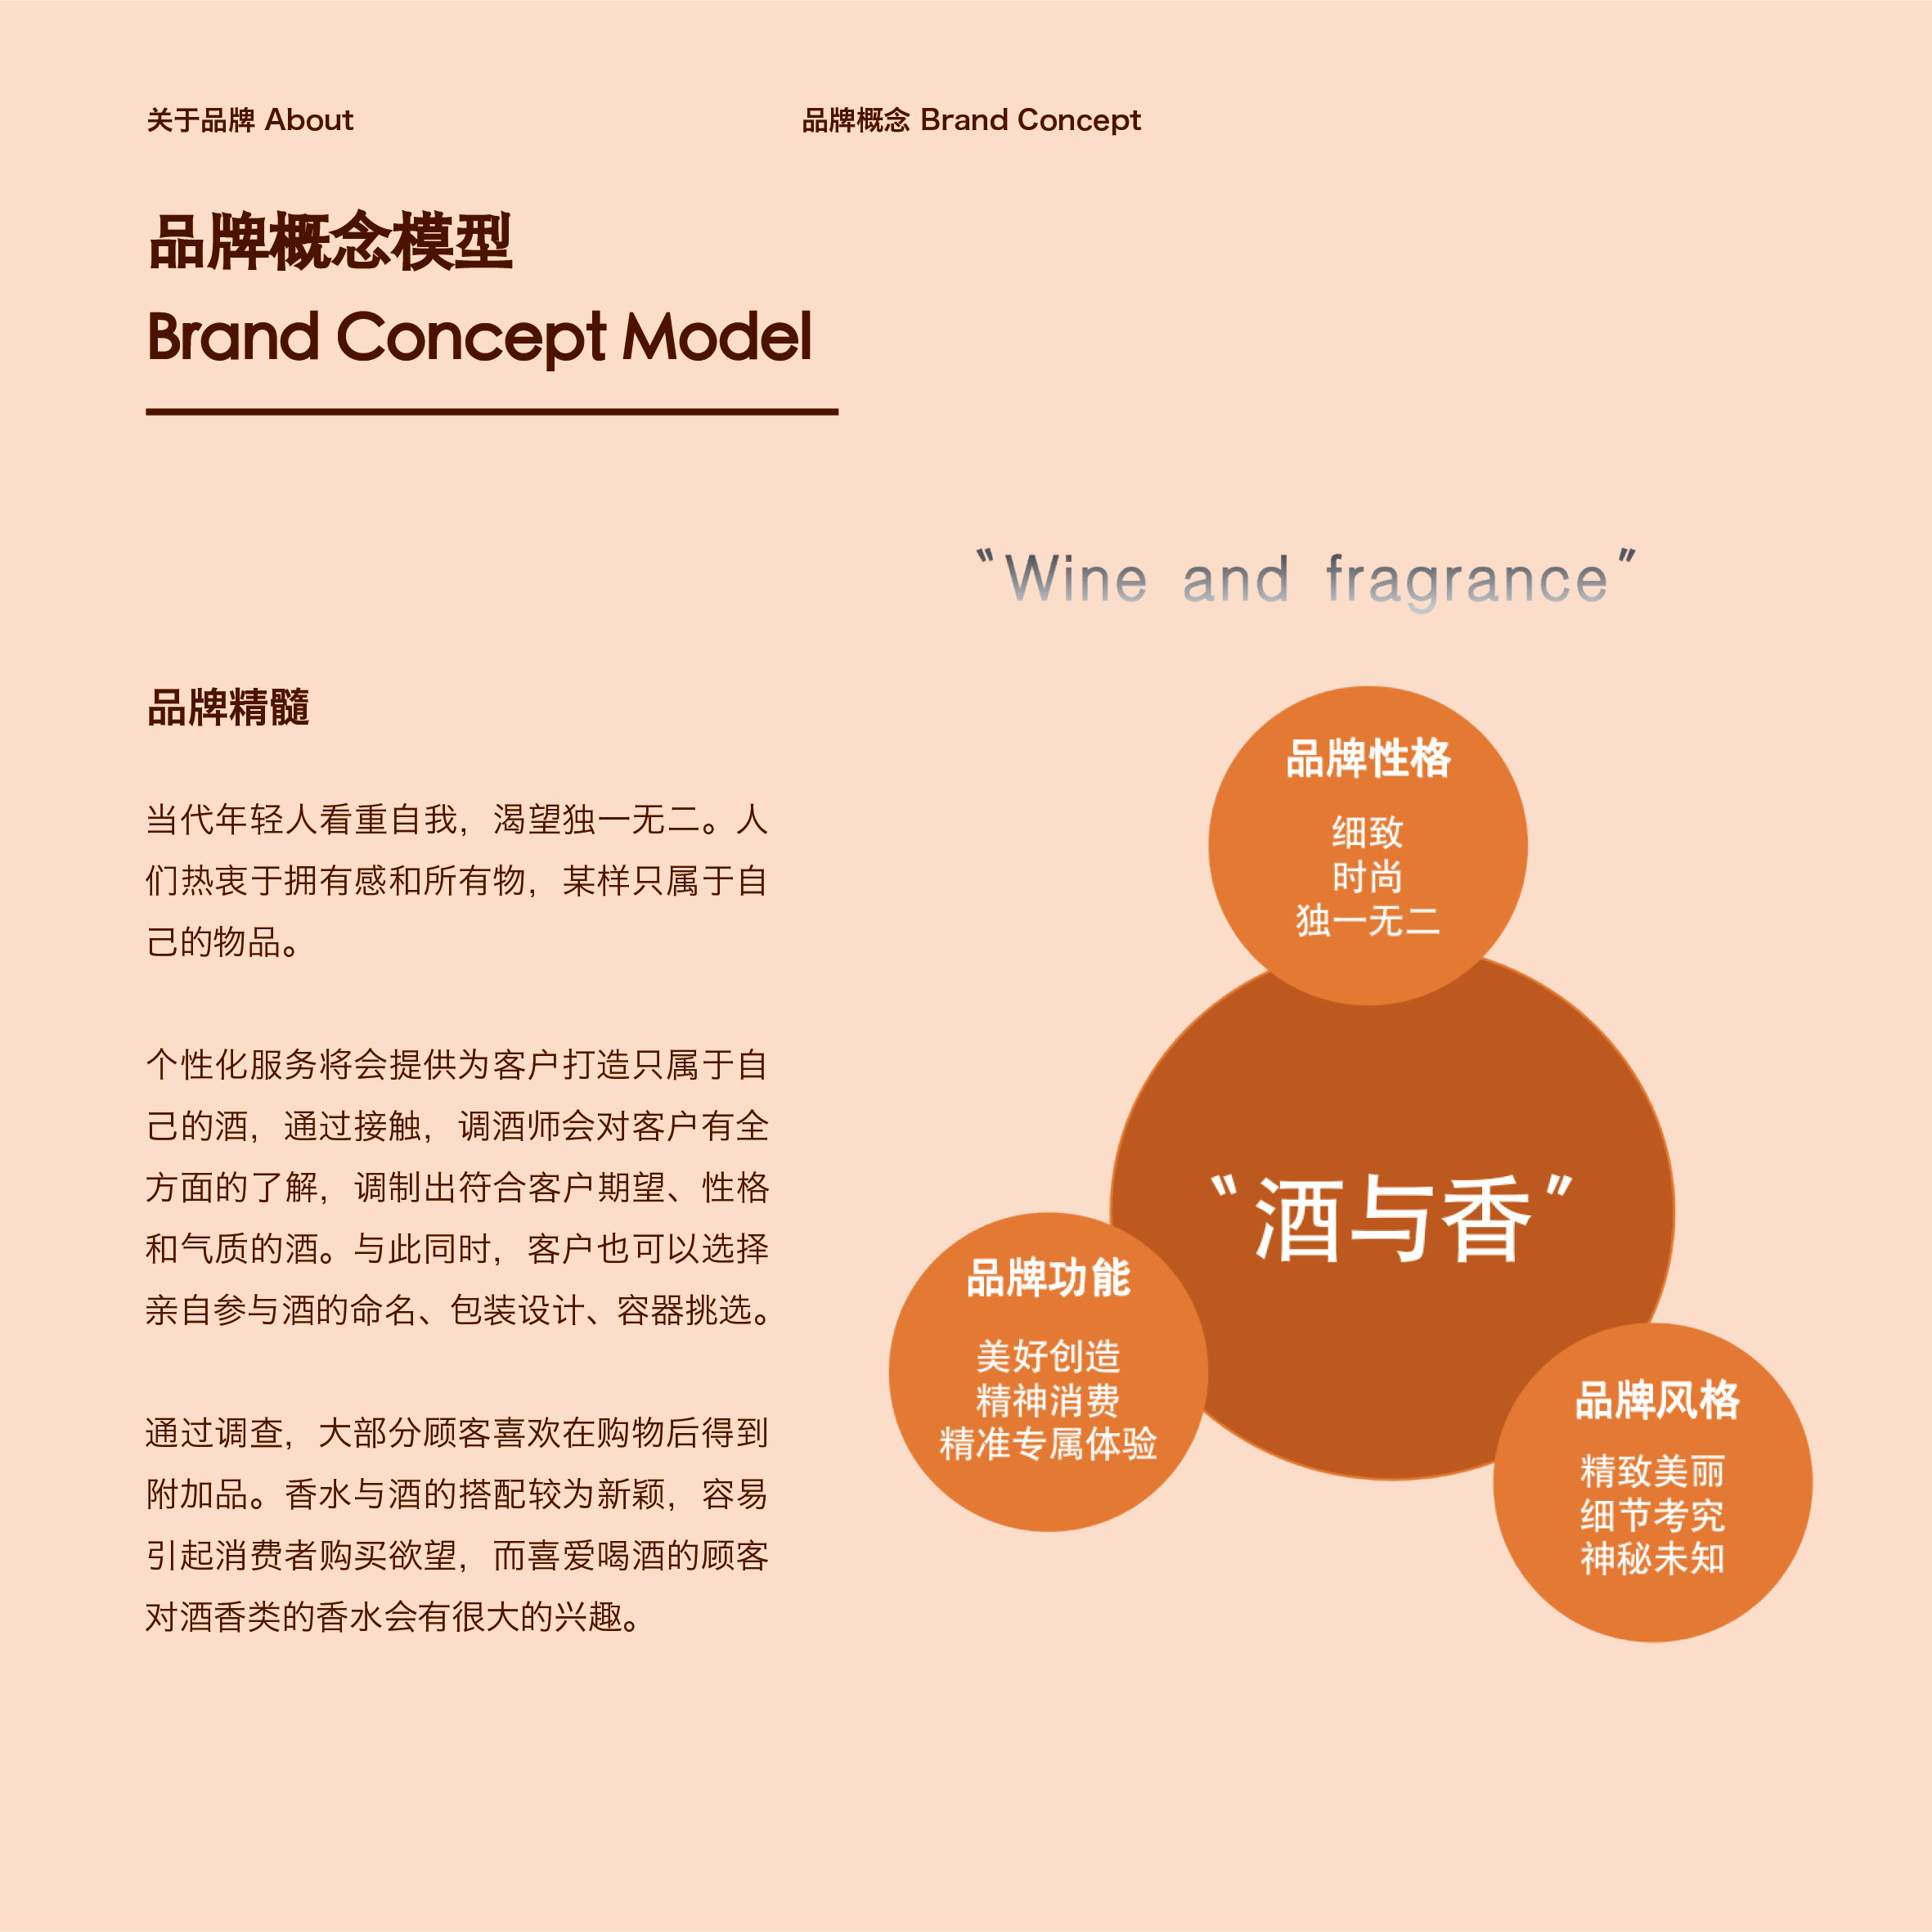 关于品牌 About
品牌概念 Brand Concept
品牌概念模型
Brand Concept Model
“Wine and fragrance”
品牌精髓
当代年轻人看重自我，渴望独一无二。人
们热衷于拥有感和所有物，某样只属于自
己的物品。
个性化服务将会提供为客户打造只属于自
己的酒，通过接触，调酒师会对客户有全
方面的了解，调制出符合客户期望、性格
和气质的酒。与此同时，客户也可以选择
亲自参与酒的命名、包装设计、容器挑选。
通过调查，大部分顾客喜欢在购物后得到
附加品。香水与酒的搭配较为新颖，容易
引起消费者购买欲望，而喜爱喝酒的顾客
对酒香类的香水会有很大的兴趣。
品牌性格
细致
时尚
独一无二
“酒与香”
品牌功能
美好创造
精神消费
精准专属体验
品牌风格
精致美丽
细节考究
神秘未知